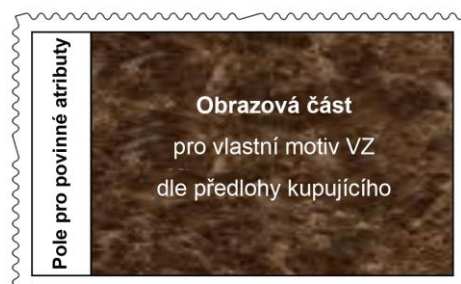 Pole pro povinné atributy
Obrazová část
pro vlastní motiv VZ
dle předlohy kupujícího